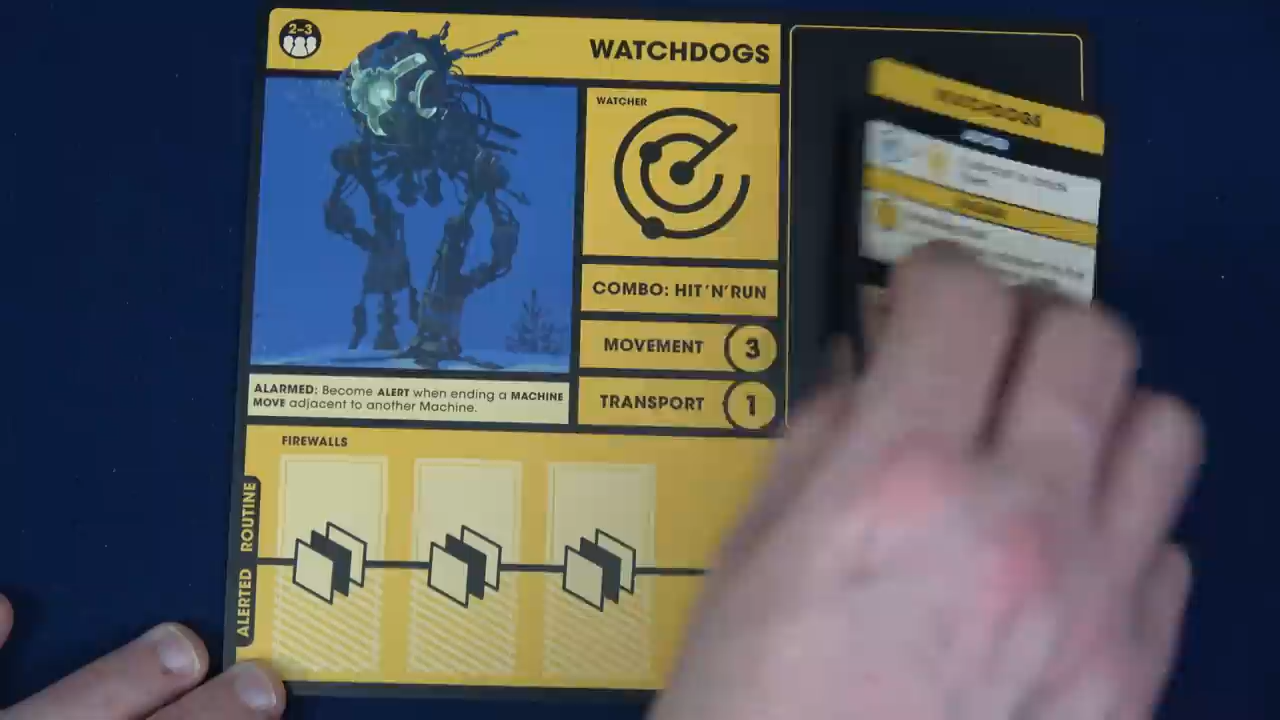 2-3
WATCHDOGS
WATCHER
COMBO: HIT'N'RUN
MOVEMENT 3
TRANSPORT 1
ALARMED: Become ALERT when ending a MACHINE
MOVE adjacent to another Machine.
FIREWALLS
ROUTINE
ALERTED
WATCHDOGS